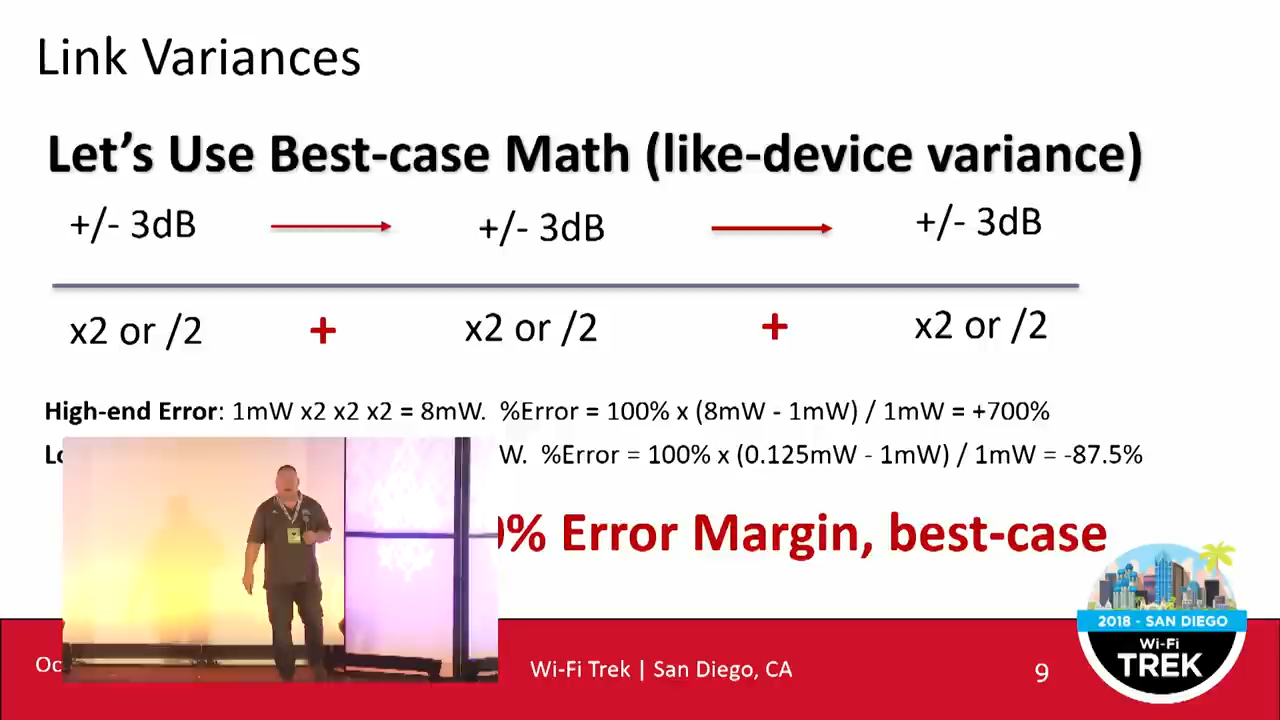 Link Variances
Let's Use Best-case Math (like-device variance)
+/- 3dB +/- 3dB +/- 3dB
x2 or /2 + x2 or /2 + x2 or /2
High-end Error: 1mW x2 x2 x2 = 8mW. %Error = 100% x (8mW - 1mW) / 1mW = +700%
%Error = 100% x (0.125mW - 1mW) / 1mW = -87.5%
% Error Margin, best-case
Wi-Fi Trek | San Diego, CA
9
2018 - SAN DIEGO
Wi-Fi
TREK